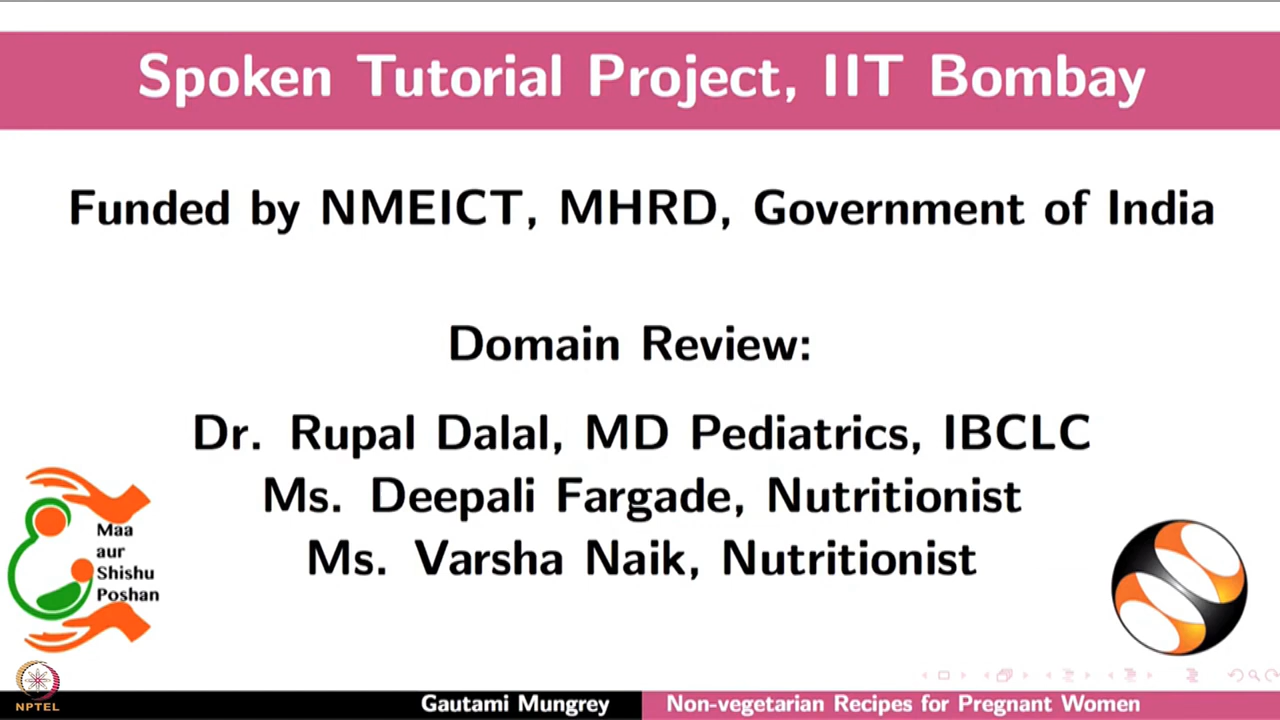 Spoken Tutorial Project, IIT Bombay
Funded by NMEICT, MHRD, Government of India
Domain Review:
Dr. Rupal Dalal, MD Pediatrics, IBCLC
Ms. Deepali Fargade, Nutritionist
Ms. Varsha Naik, Nutritionist
Maa
aur
Shishu
Poshan
NPTEL
Gautami Mungrey
Non-vegetarian Recipes for Pregnant Women